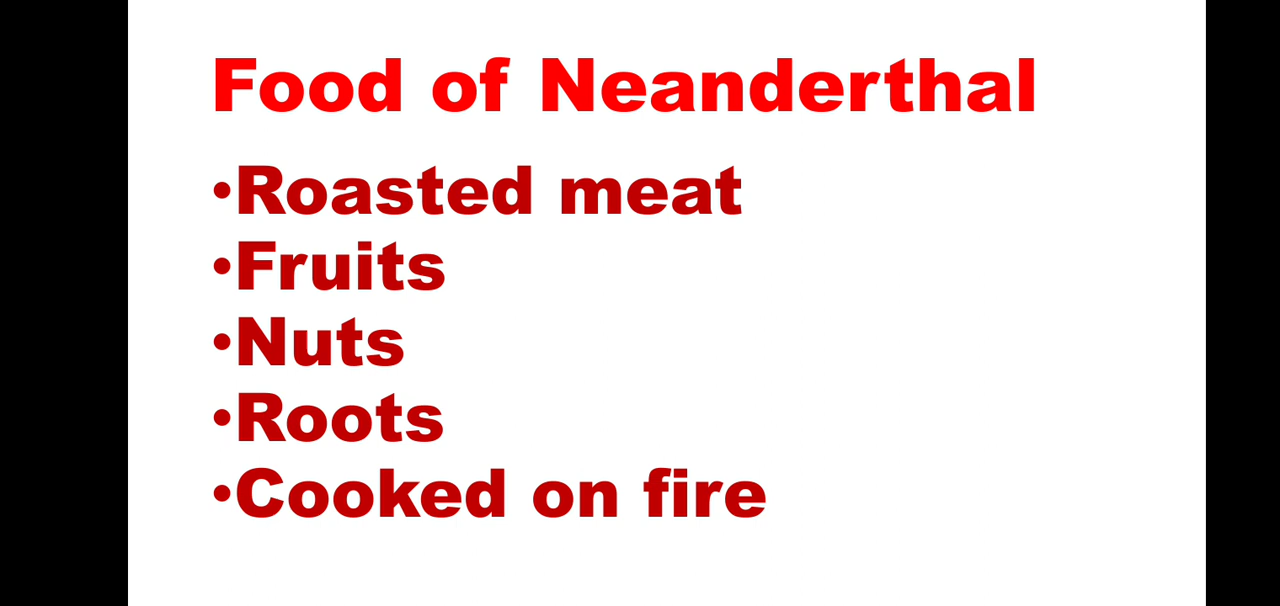 Food of Neanderthal
•Roasted meat
•Fruits
•Nuts
•Roots
•Cooked on fire